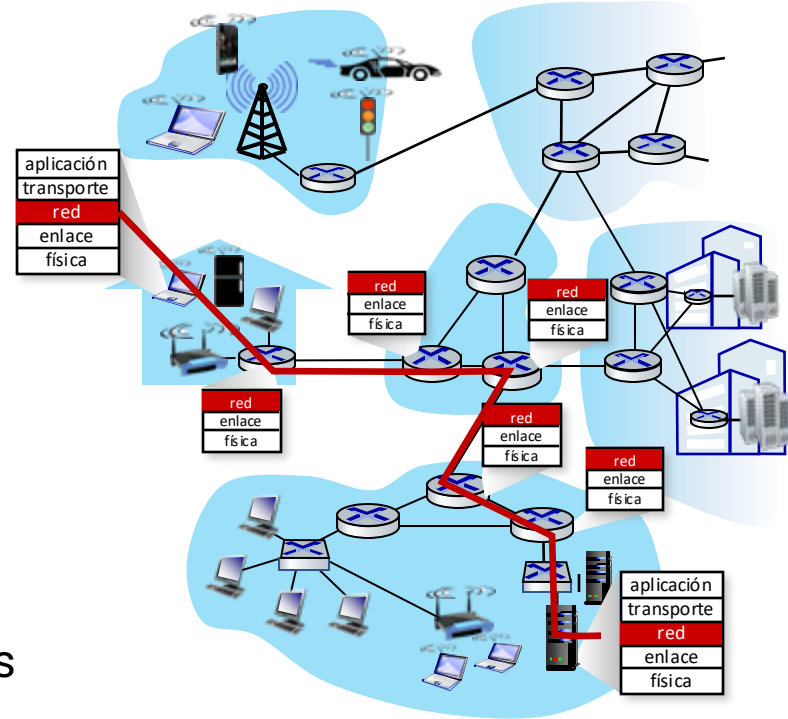 aplicación
transporte
red
enlace
física
red
enlace
física
red
enlace
física
red
enlace
física
red
enlace
física
red
enlace
física
aplicación
transporte
red
enlace
física
s